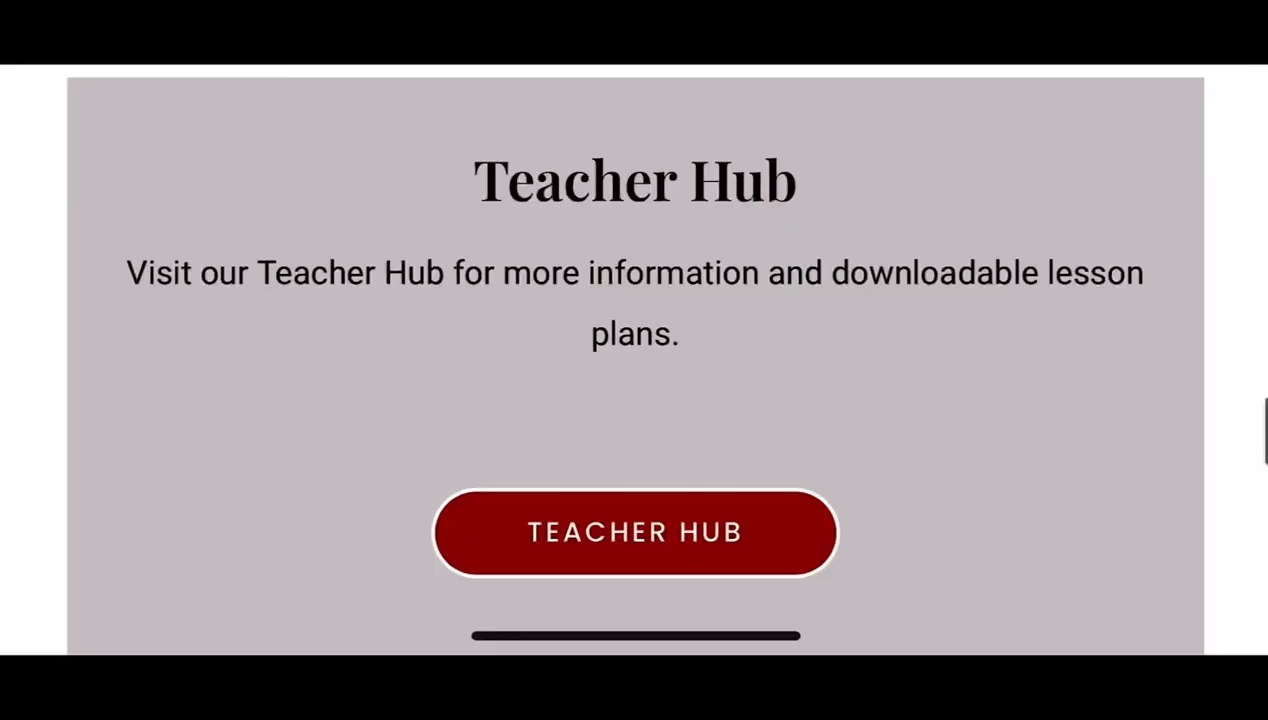 Teacher Hub
Visit our Teacher Hub for more information and downloadable lesson
plans.
TEACHER HUB